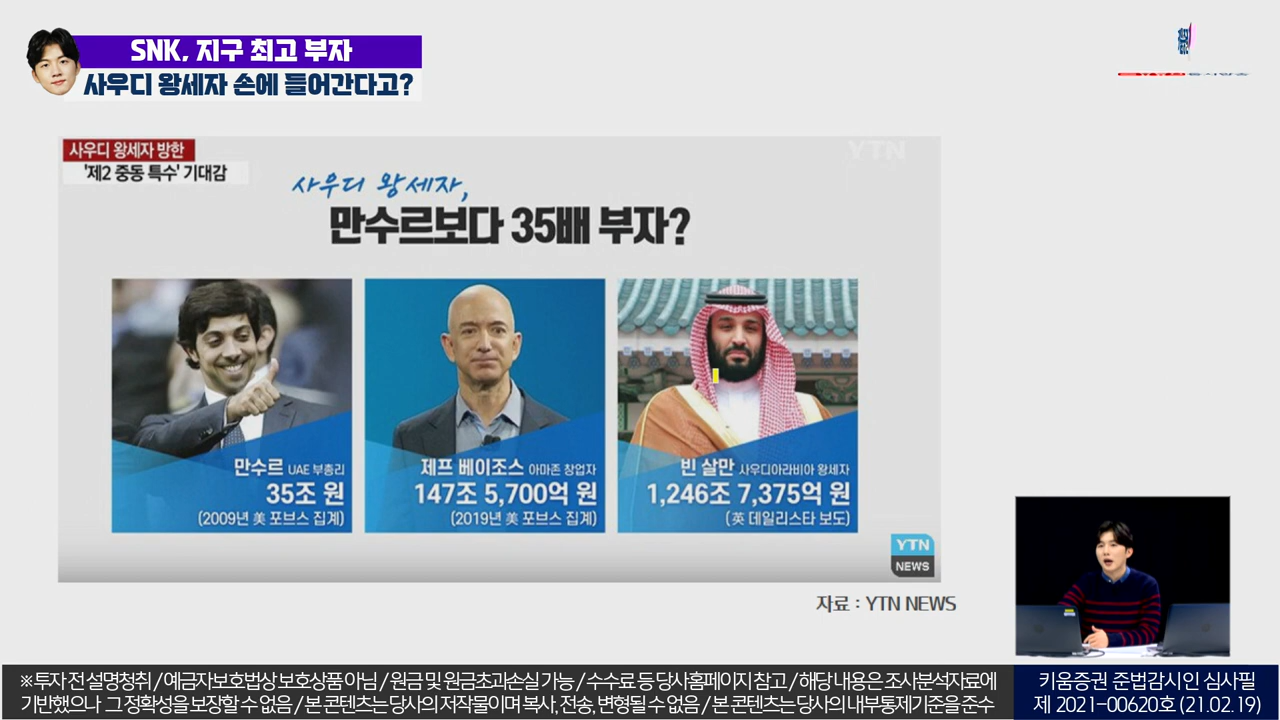 SNK, 지구 최고 부자
사우디 왕세자 손에 들어간다고?
사우디 왕세자 방한
'제2 중동 특수' 기대감
YTN
사우디 왕세자,
만수르보다 35배 부자?
만수르 UAE 부총리
35조 원
(2009년 美 포브스 집계)
제프 베이조스 아마존 창업자
147조 5,700억 원
(2019년 美 포브스 집계)
빈 살만 사우디아라비아 왕세자
1,246조 7,375억 원
(英 데일리스타 보도)
YTN
NEWS
자료 : YTN NEWS
※ 투자 전 설명청취 / 예금자보호법상 보호상품 아님 / 원금 및 원금초과손실 가능 / 수수료 등 당사홈페이지 참고 / 해당 내용은 조사분석자료에
기반했으나 그 정확성을 보장할 수 없음 / 본 콘텐츠는 당사의 저작물이며 복사, 전송, 변형될 수 없음 / 본 콘텐츠는 당사의 내부통제기준을 준수
키움증권 준법감시인 심사필
제 2021-00620호 (21.02.19)